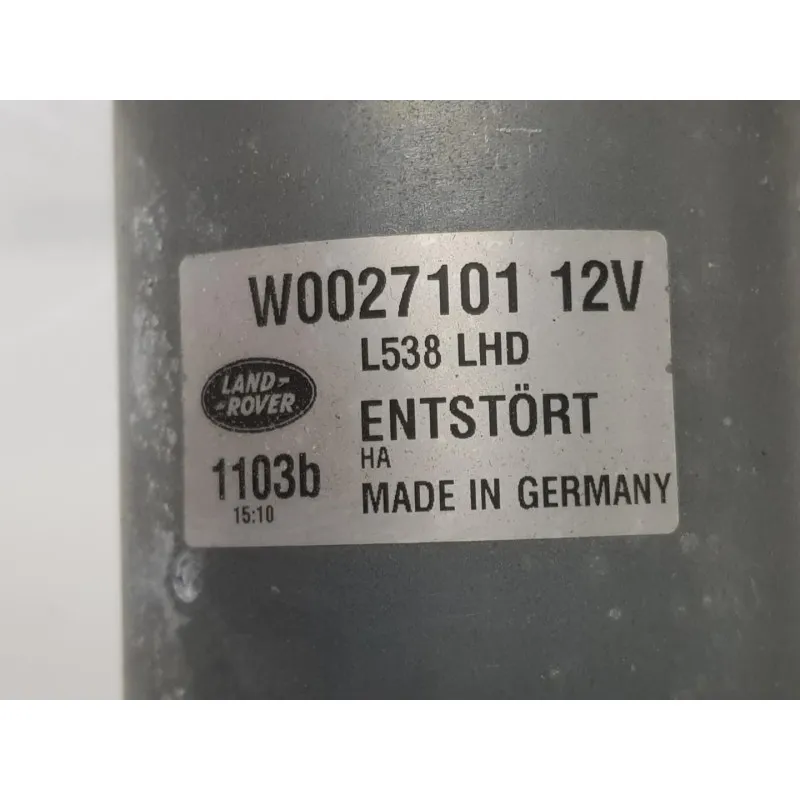 W0027101 12V
L538 LHD
LAND-
-ROVER
ENTSTÖRT
HA
1103b
MADE IN GERMANY
15:10